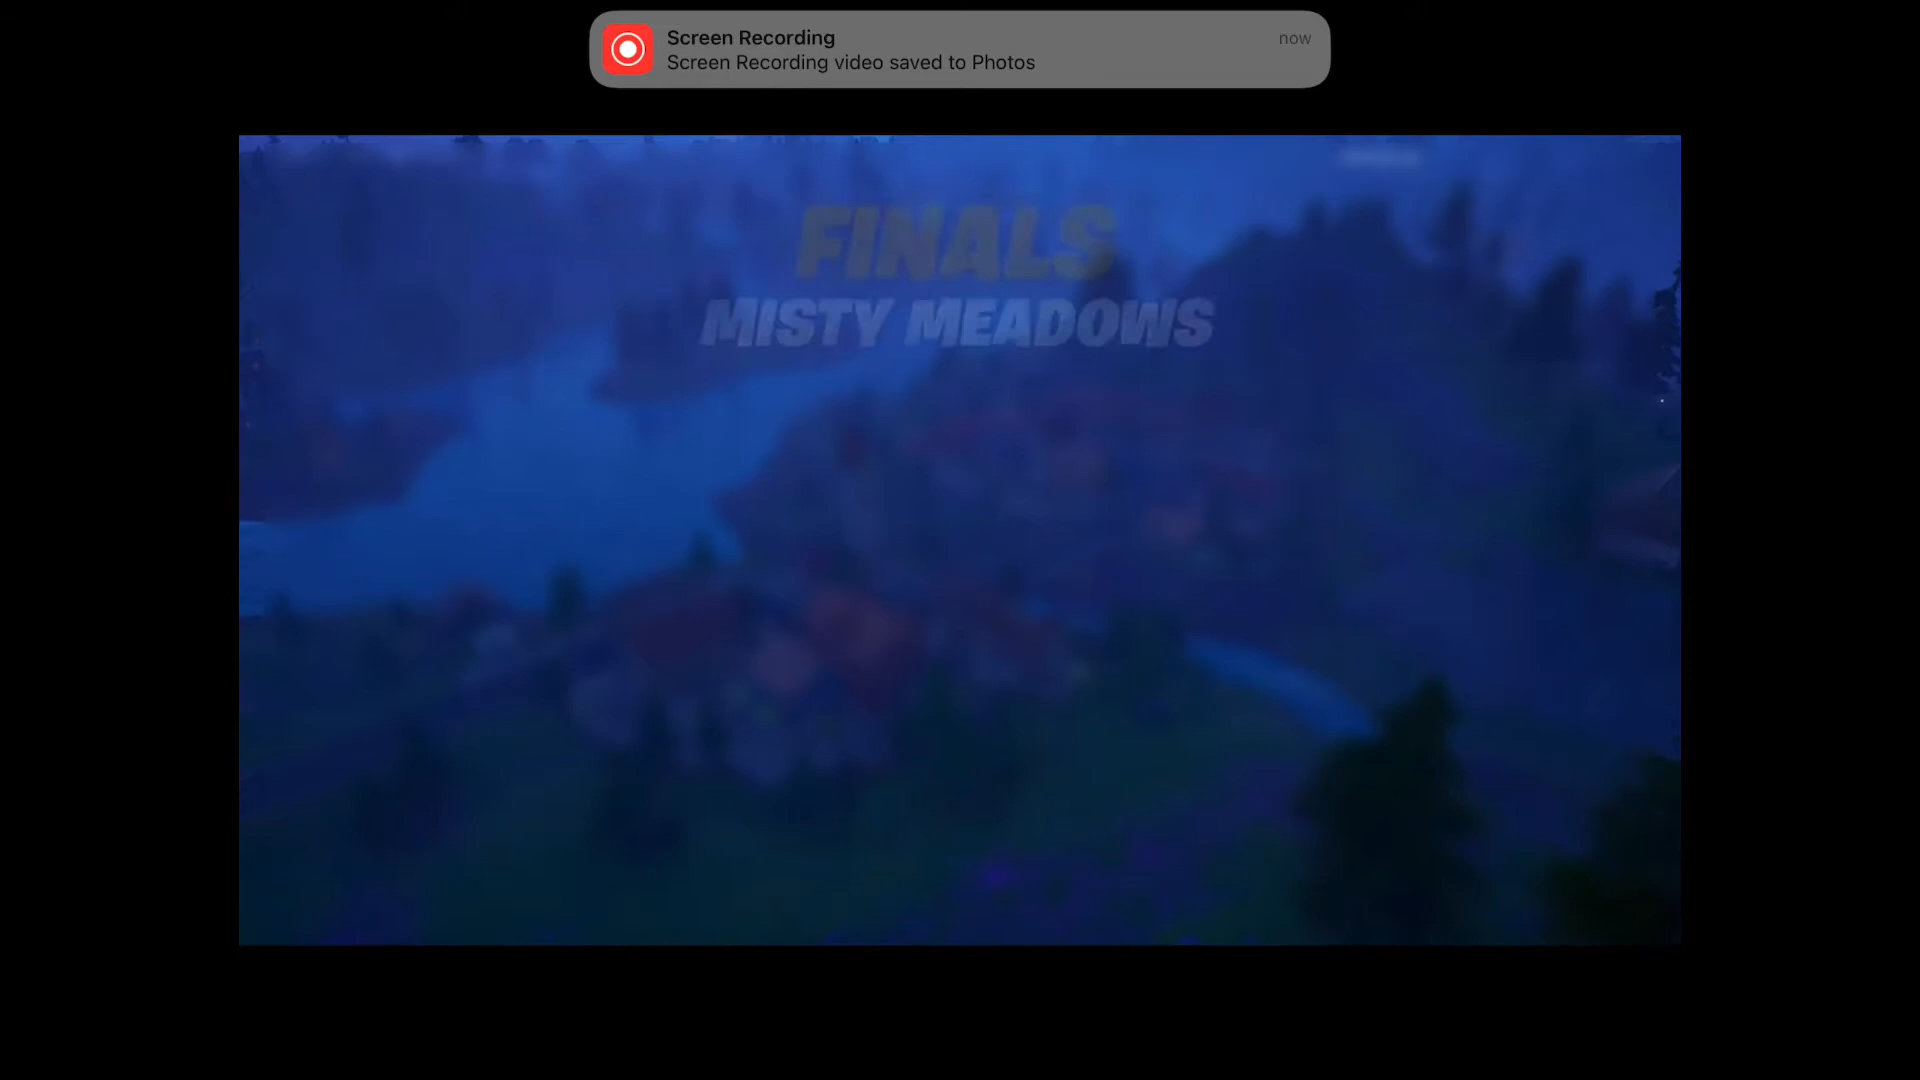 Screen Recording
now
Screen Recording video saved to Photos
FINALS
MISTY MEADOWS